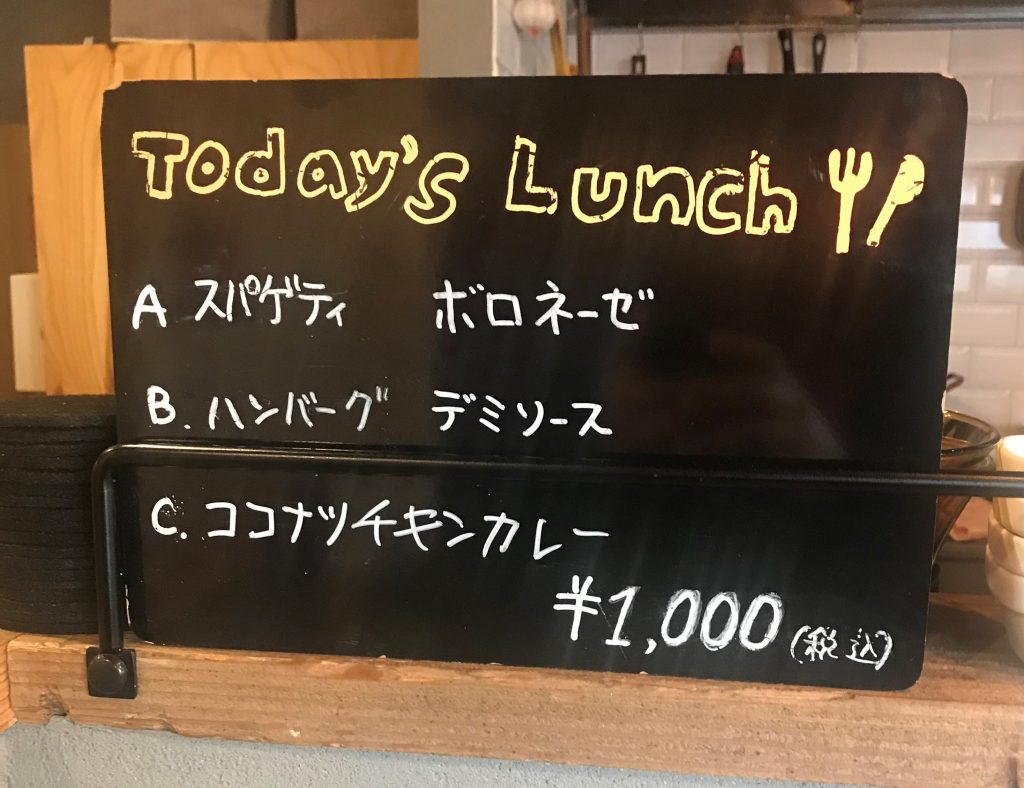 Today's Lunch
A スパゲティ ボロネーゼ
B. ハンバーグ デミソース
C. ココナツチキンカレー
¥1,000 (税込)